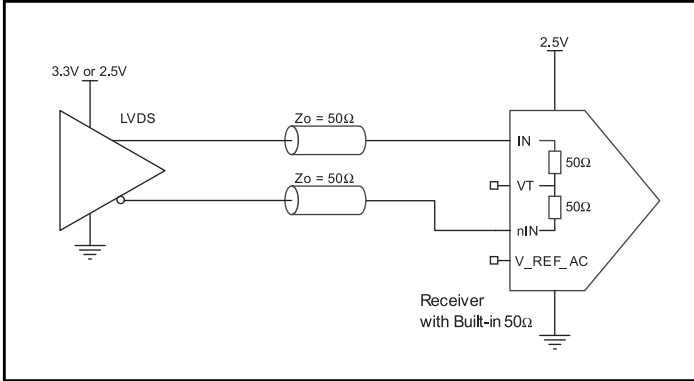 2.5V
3.3V or 2.5V
LVDS
Zo = 50Ω
IN
50Ω
Zo = 50Ω
VT
50Ω
nIN
V_REF_AC
Receiver
with Built-in 50Ω